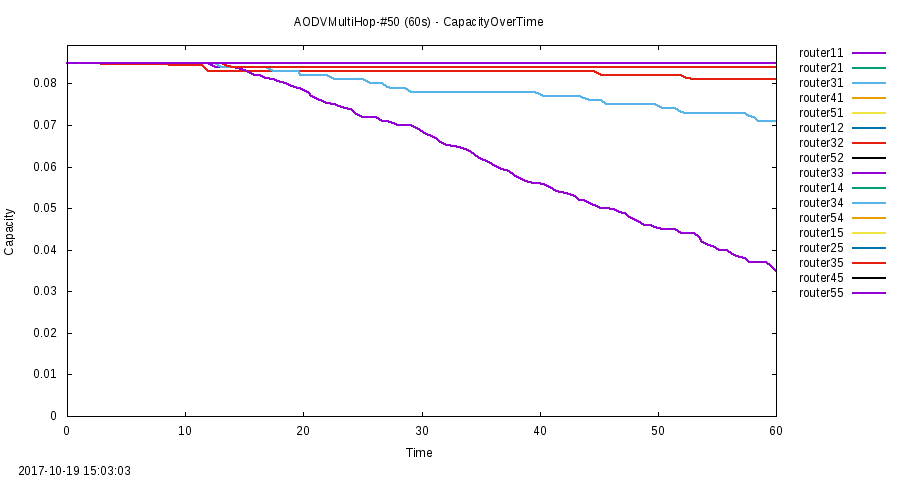 AODVMultiHop-#50 (60s) - CapacityOverTime
router11
router21
router31
router41
router51
router12
router32
router52
router33
router14
router34
router54
router15
router25
router35
router45
router55
0.08
0.07
0.06
0.05
0.04
0.03
0.02
0.01
0
Capacity
0 10 20 30 40 50 60
Time
2017-10-19 15:03:03